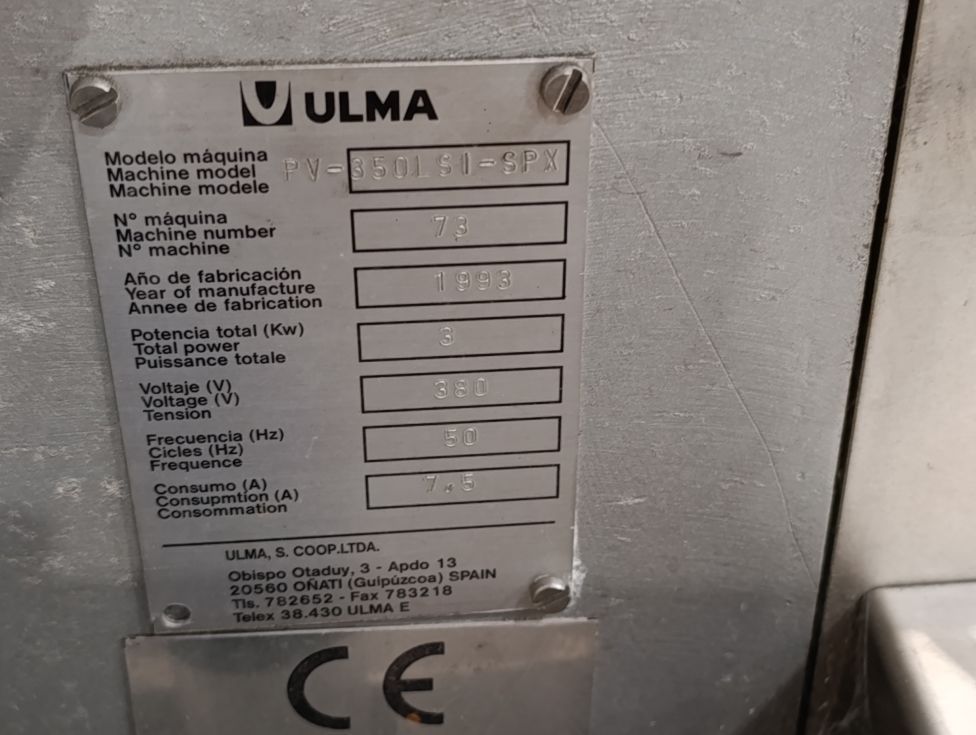 ULMA
Modelo máquina
Machine model PV-350LSI-SPX
Machine modele
Nº máquina
Machine number 73
Nº machine
Año de fabricación
Year of manufacture 1993
Annee de fabrication
Potencia total (Kw)
Total power 3
Puissance totale
Voltaje (V)
Voltage (V) 380
Tension
Frecuencia (Hz)
Cicles (Hz) 50
Frequence
Consumo (A)
Consupmtion (A) 7.5
Consommation
ULMA, S. COOP.LTDA.
Obispo Otaduy, 3 - Apdo 13
20560 OÑATI (Guipúzcoa) SPAIN
Tls. 782652 - Fax 783218
Telex 38.430 ULMA E
CE